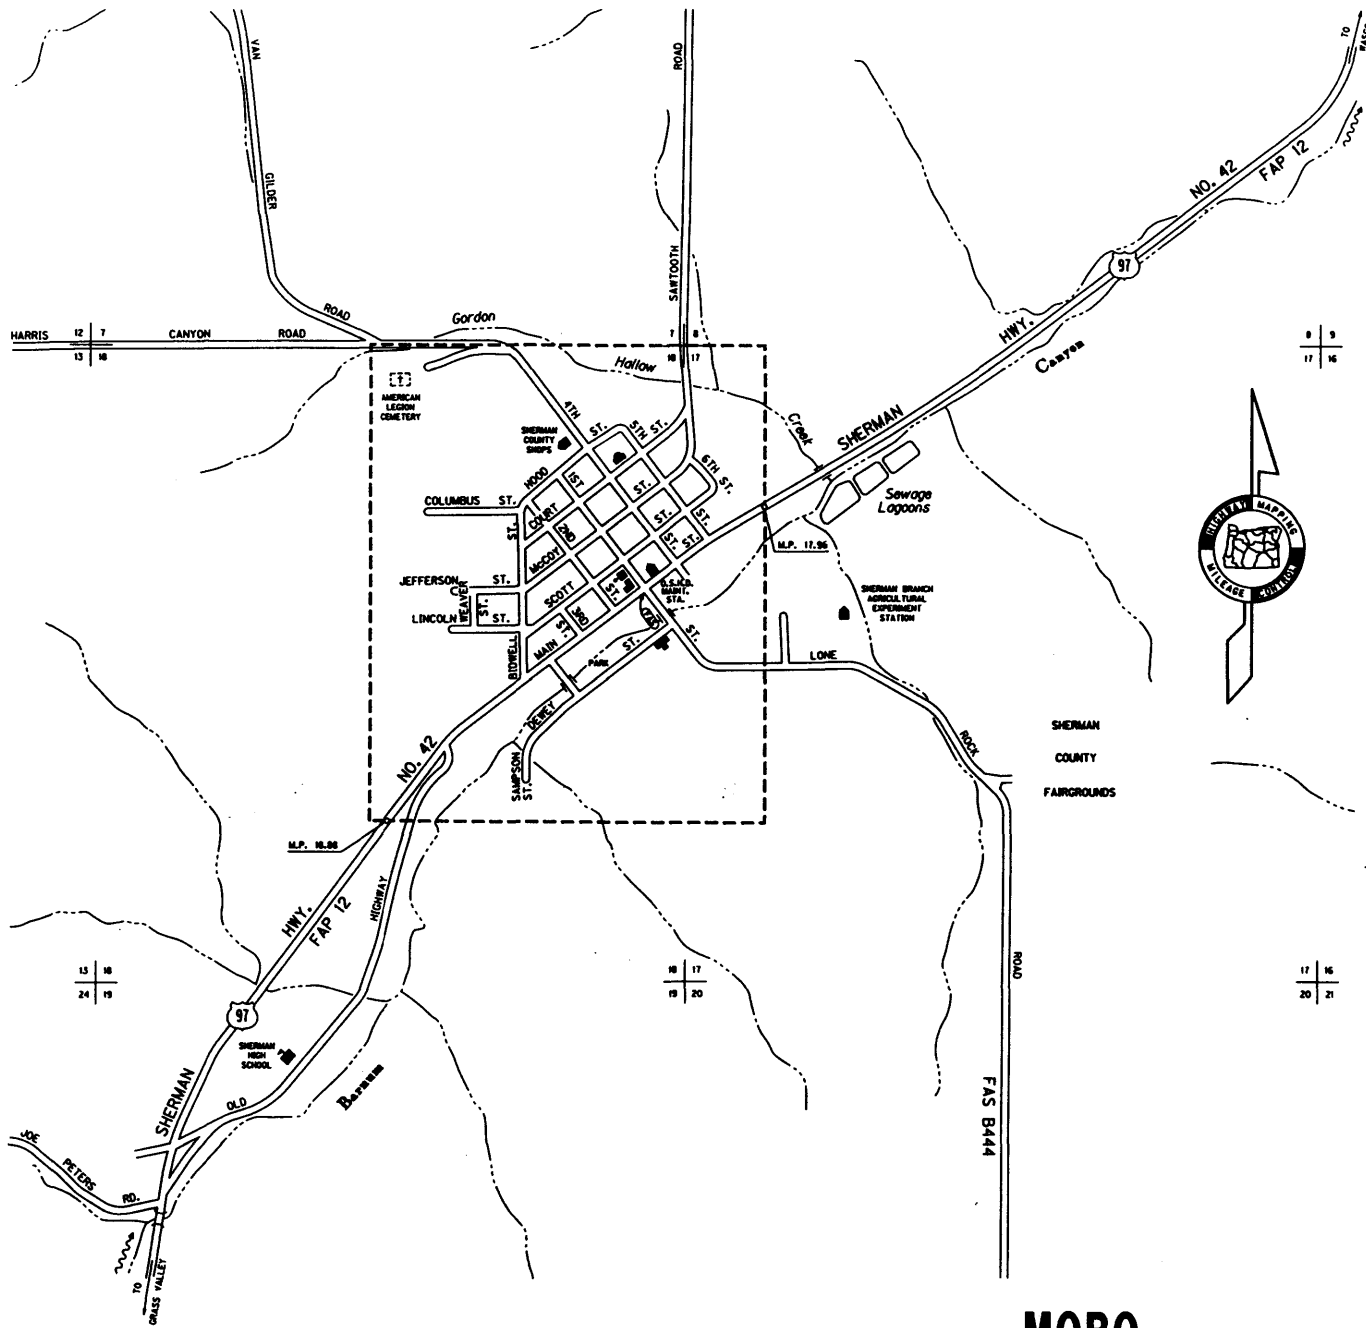 VAN
GILDER
ROAD
ROAD
SAWTOOTH
TO
NO. 42
FAP 12
97
HWY.
Canyon
SHERMAN
HARRIS
CANYON
ROAD
12 7
13 18
Gordon
Hollow
Creek
7 8
18 17
8 9
17 16
AMERICAN
LEGION
CEMETERY
SHERMAN
COUNTY
SHOPS
4TH
ST.
5TH
ST.
6TH
ST.
HOOD
1ST
ST.
COLUMBUS ST.
ST.
COURT
2ND
ST.
ST.
ST.
ST.
McCOY
JEFFERSON ST.
WEAVER
ST.
SCOTT
ST.
3RD
ST.
LINCOLN ST.
BIDWELL
MAIN
Sewage
Lagoons
M.P. 17.96
O.S.H.D.
MAINT.
STA.
SHERMAN BRANCH
AGRICULTURAL
EXPERIMENT
STATION
ST.
ST.
PARK
LONE
DEWEY
SAMPSON
ST.
ROCK
SHERMAN
COUNTY
FAIRGROUNDS
HIGHWAY MAPPING
MILEAGE CONTROL
NO. 42
HWY.
FAP 12
HIGHWAY
ROAD
13 18
24 19
18 17
19 20
17 16
20 21
97
SHERMAN
HIGH
SCHOOL
SHERMAN
OLD
Barnum
FAS B444
JOE
PETERS
RD.
TO
GRASS VALLEY
MORO